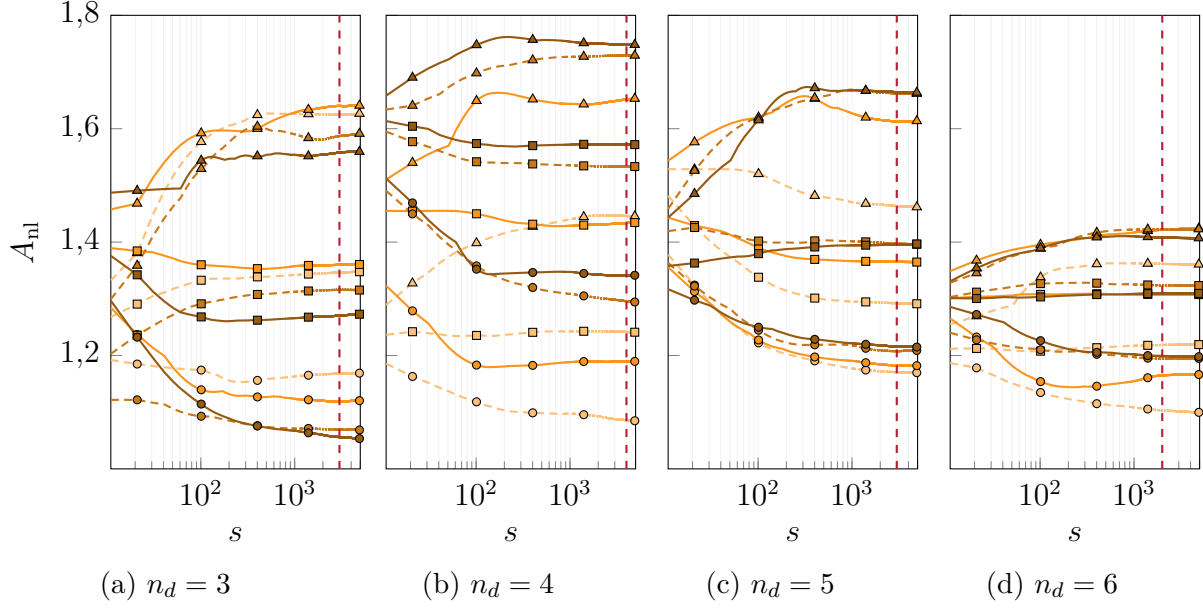 1,8
1,6
1,4
1,2
A_nl
10^2 10^3 10^2 10^3 10^2 10^3 10^2 10^3
s s s s
(a) n_d = 3 (b) n_d = 4 (c) n_d = 5 (d) n_d = 6